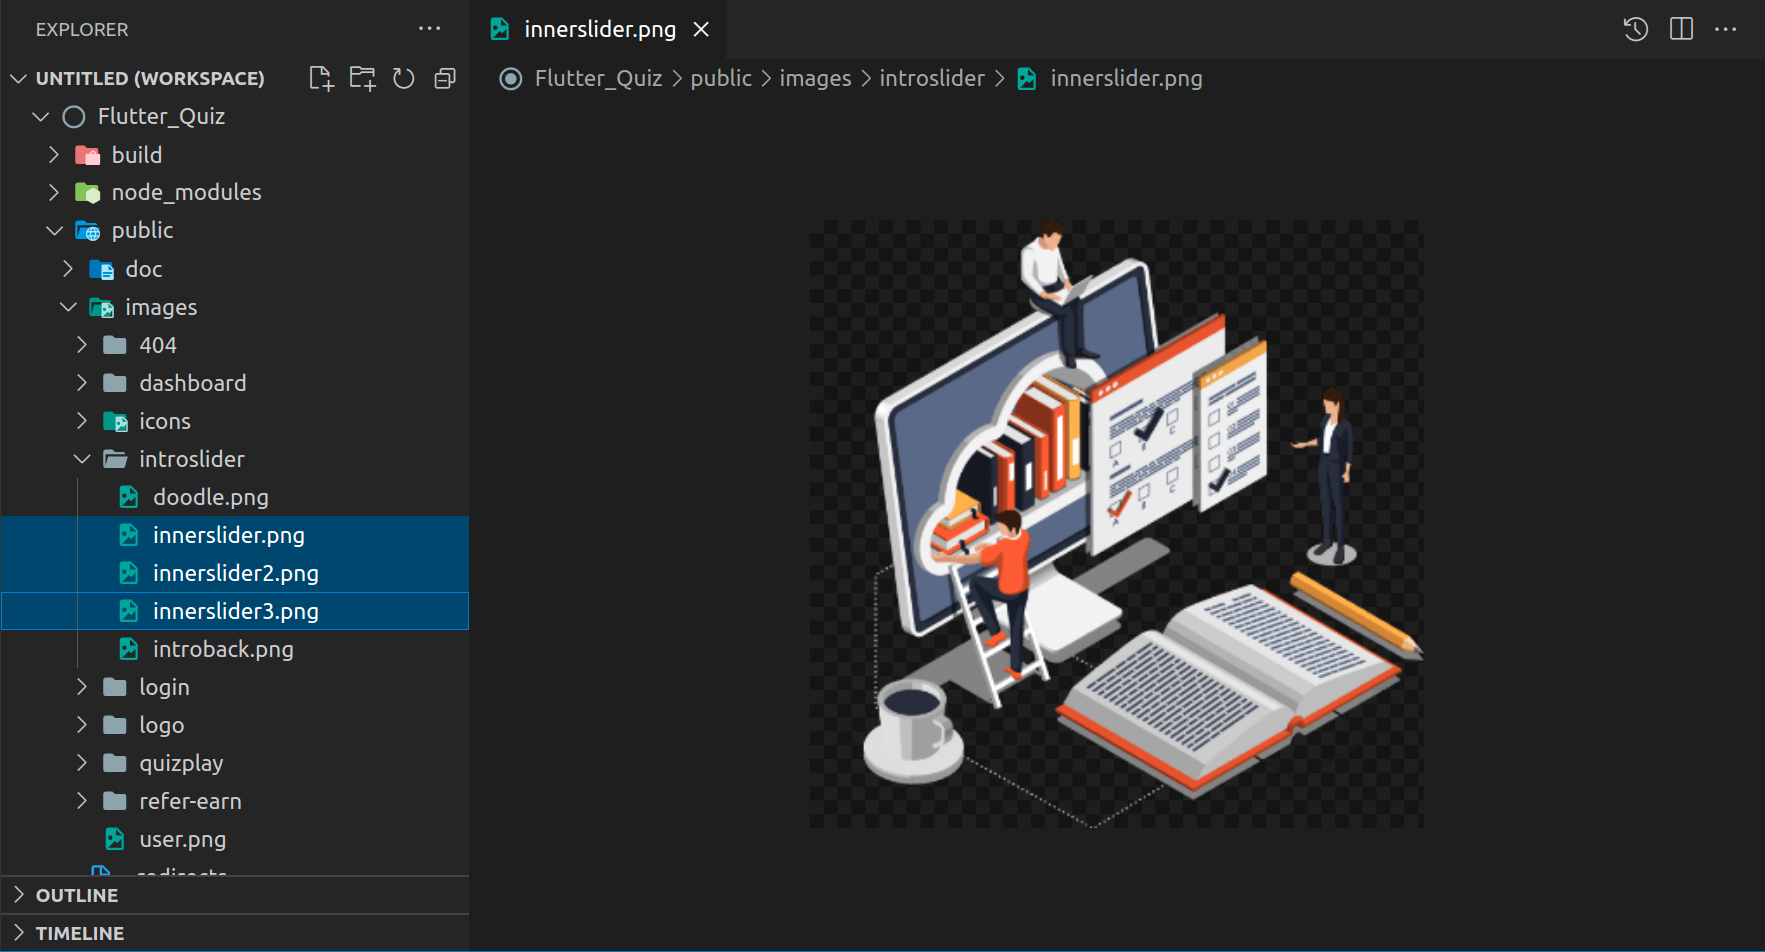 EXPLORER
UNTITLED (WORKSPACE)
Flutter_Quiz
build
node_modules
public
doc
images
404
dashboard
icons
introslider
doodle.png
innerslider.png
innerslider2.png
innerslider3.png
introback.png
login
logo
quizplay
refer-earn
user.png
_redirects
OUTLINE
TIMELINE
innerslider.png
Flutter_Quiz > public > images > introslider > innerslider.png
A
B
C
A
B
C